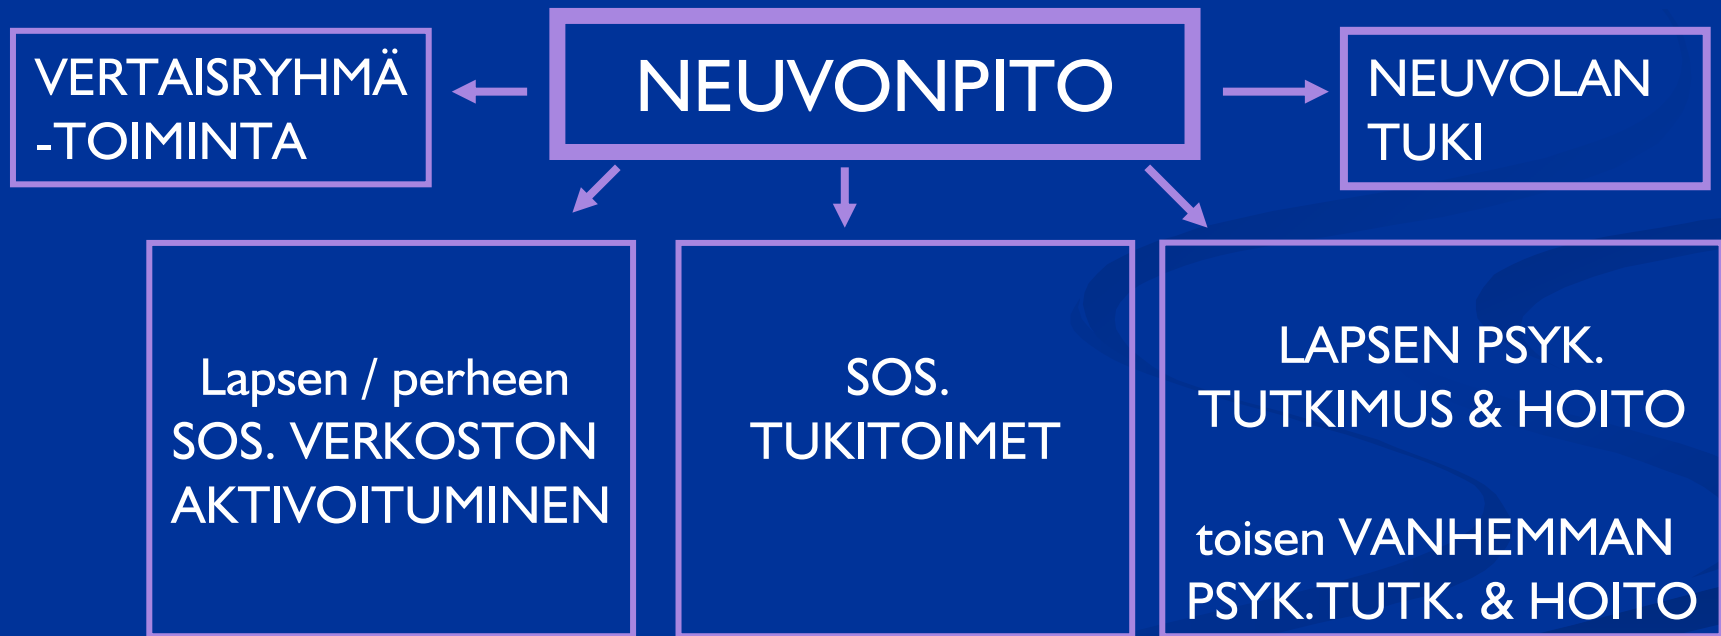 VERTAISRYHMÄ
-TOIMINTA
NEUVONPITO
NEUVOLAN
TUKI
Lapsen / perheen
SOS. VERKOSTON
AKTIVOITUMINEN
SOS.
TUKITOIMET
LAPSEN PSYK.
TUTKIMUS & HOITO
toisen VANHEMMAN
PSYK.TUTK. & HOITO